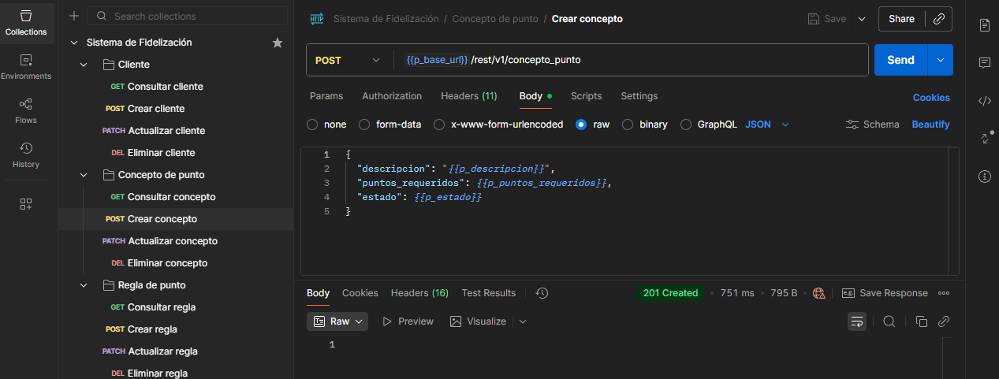 Collections
Environments
Flows
History
Search collections
Sistema de Fidelización
Cliente
GET Consultar cliente
POST Crear cliente
PATCH Actualizar cliente
DEL Eliminar cliente
Concepto de punto
GET Consultar concepto
POST Crear concepto
PATCH Actualizar concepto
DEL Eliminar concepto
Regla de punto
GET Consultar regla
POST Crear regla
PATCH Actualizar regla
DEL Eliminar regla
HTTP Sistema de Fidelización / Concepto de punto / Crear concepto
Save
Share
POST {{p_base_url}} /rest/v1/concepto_punto
Send
Params Authorization Headers (11) Body Scripts Settings
Cookies
none form-data x-www-form-urlencoded raw binary GraphQL JSON
Schema Beautify
1 {
2 "descripcion": "{{p_descripcion}}",
3 "puntos_requeridos": {{p_puntos_requeridos}},
4 "estado": {{p_estado}}
5 }
Body Cookies Headers (16) Test Results
201 Created • 751 ms • 795 B •
e.g. Save Response
Raw Preview Visualize
1